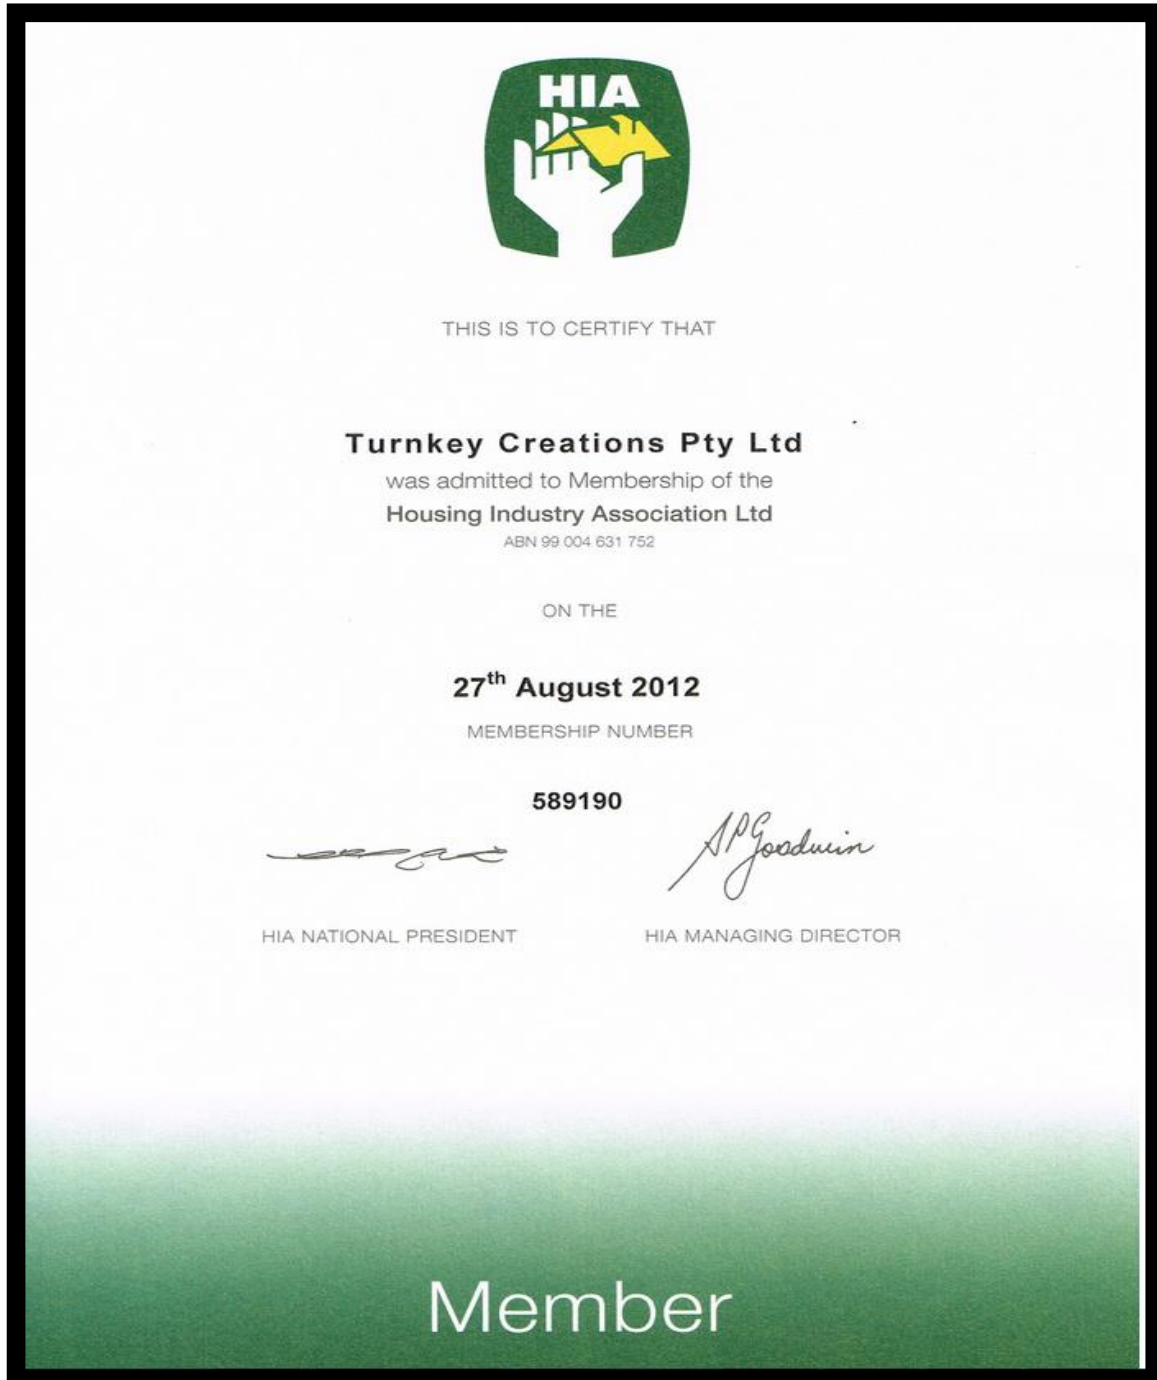 HIA
THIS IS TO CERTIFY THAT
Turnkey Creations Pty Ltd
was admitted to Membership of the
Housing Industry Association Ltd
ABN 99 004 631 752
ON THE
27th August 2012
MEMBERSHIP NUMBER
589190
SPGoodwin
HIA NATIONAL PRESIDENT HIA MANAGING DIRECTOR
Member